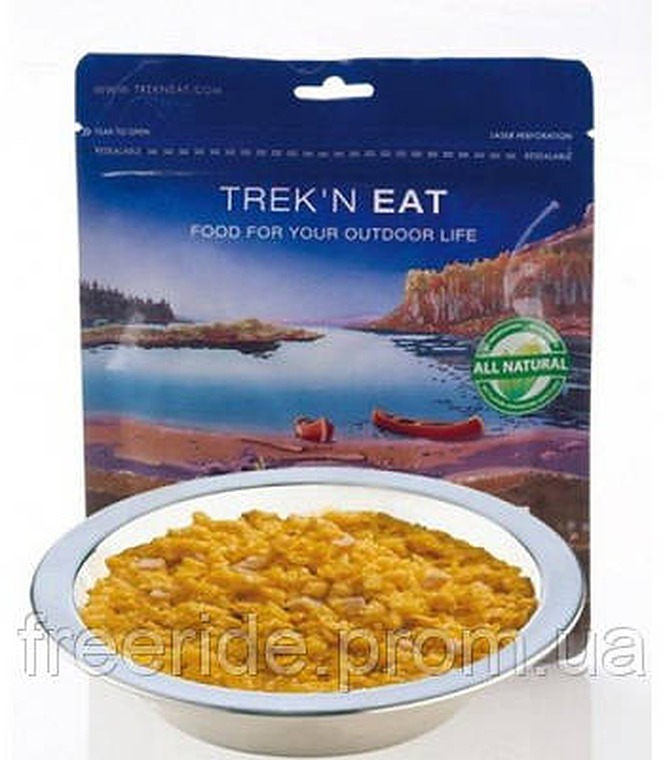 WWW.TREKNEAT.COM
TEAR TO OPEN
LASER PERFORATION
RESEALABLE
RESEALABLE
TREK'N EAT
FOOD FOR YOUR OUTDOOR LIFE
ALL NATURAL
freeride.prom.ua